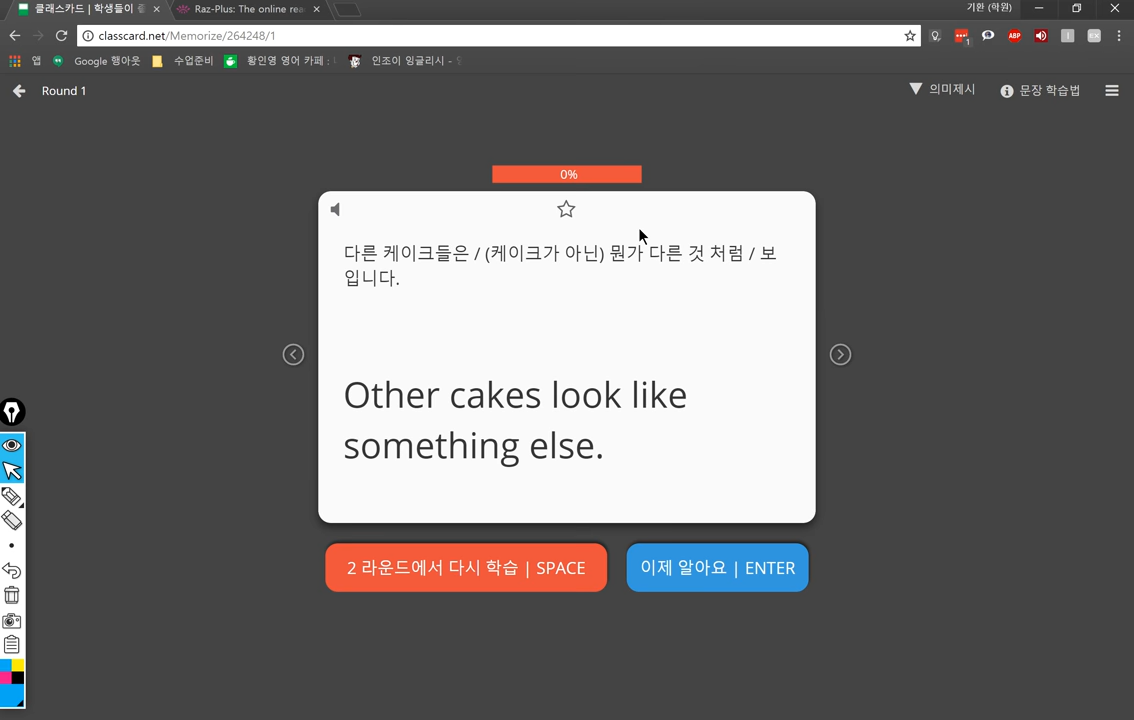 클래스카드 | 학생들이
Raz-Plus: The online rea
기환 (학원)
classcard.net/Memorize/264248/1
1
ABP
앱
Google 행아웃
수업준비
황인영 영어 카페 :
인조이 잉글리시 -
Round 1
의미제시
문장 학습법
0%
다른 케이크들은 / (케이크가 아닌) 뭔가 다른 것 처럼 / 보
입니다.
Other cakes look like
something else.
2 라운드에서 다시 학습 | SPACE
이제 알아요 | ENTER